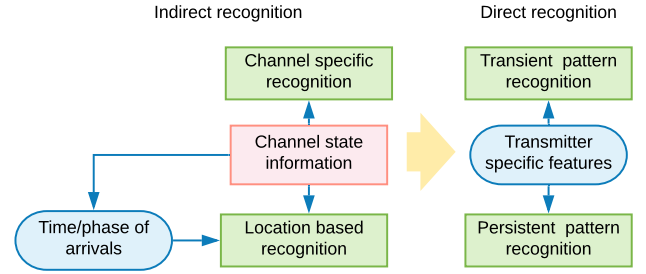 Indirect recognition
Direct recognition
Channel specific
recognition
Transient pattern
recognition
Channel state
information
Transmitter
specific features
Time/phase of
arrivals
Location based
recognition
Persistent pattern
recognition